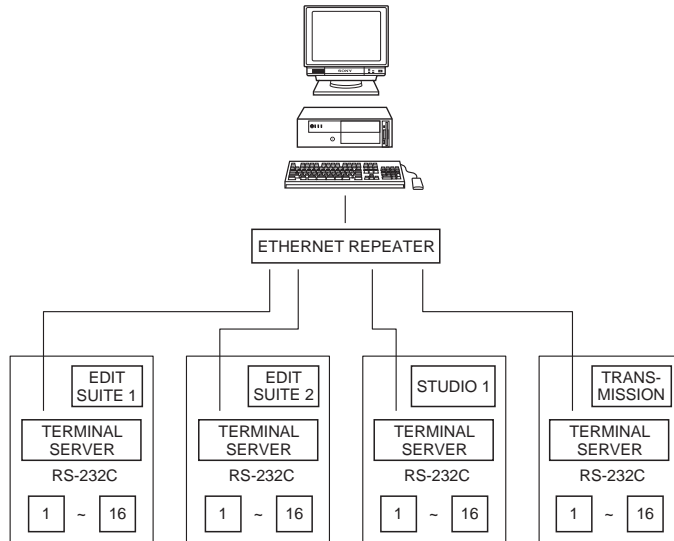 SONY
ETHERNET REPEATER
EDIT
SUITE 1
TERMINAL
SERVER
RS-232C
1 ~ 16
EDIT
SUITE 2
TERMINAL
SERVER
RS-232C
1 ~ 16
STUDIO 1
TERMINAL
SERVER
RS-232C
1 ~ 16
TRANS-
MISSION
TERMINAL
SERVER
RS-232C
1 ~ 16